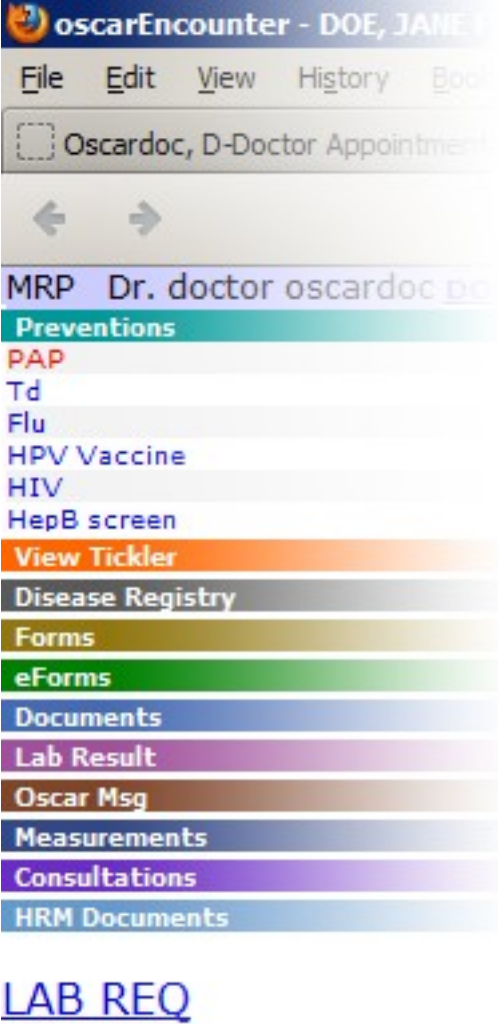 oscarEncounter - DOE, JANE F
File Edit View History Boo
Oscardoc, D-Doctor Appointment
MRP Dr. doctor oscardoc
Preventions
PAP
Td
Flu
HPV Vaccine
HIV
HepB screen
View Tickler
Disease Registry
Forms
eForms
Documents
Lab Result
Oscar Msg
Measurements
Consultations
HRM Documents
LAB REQ